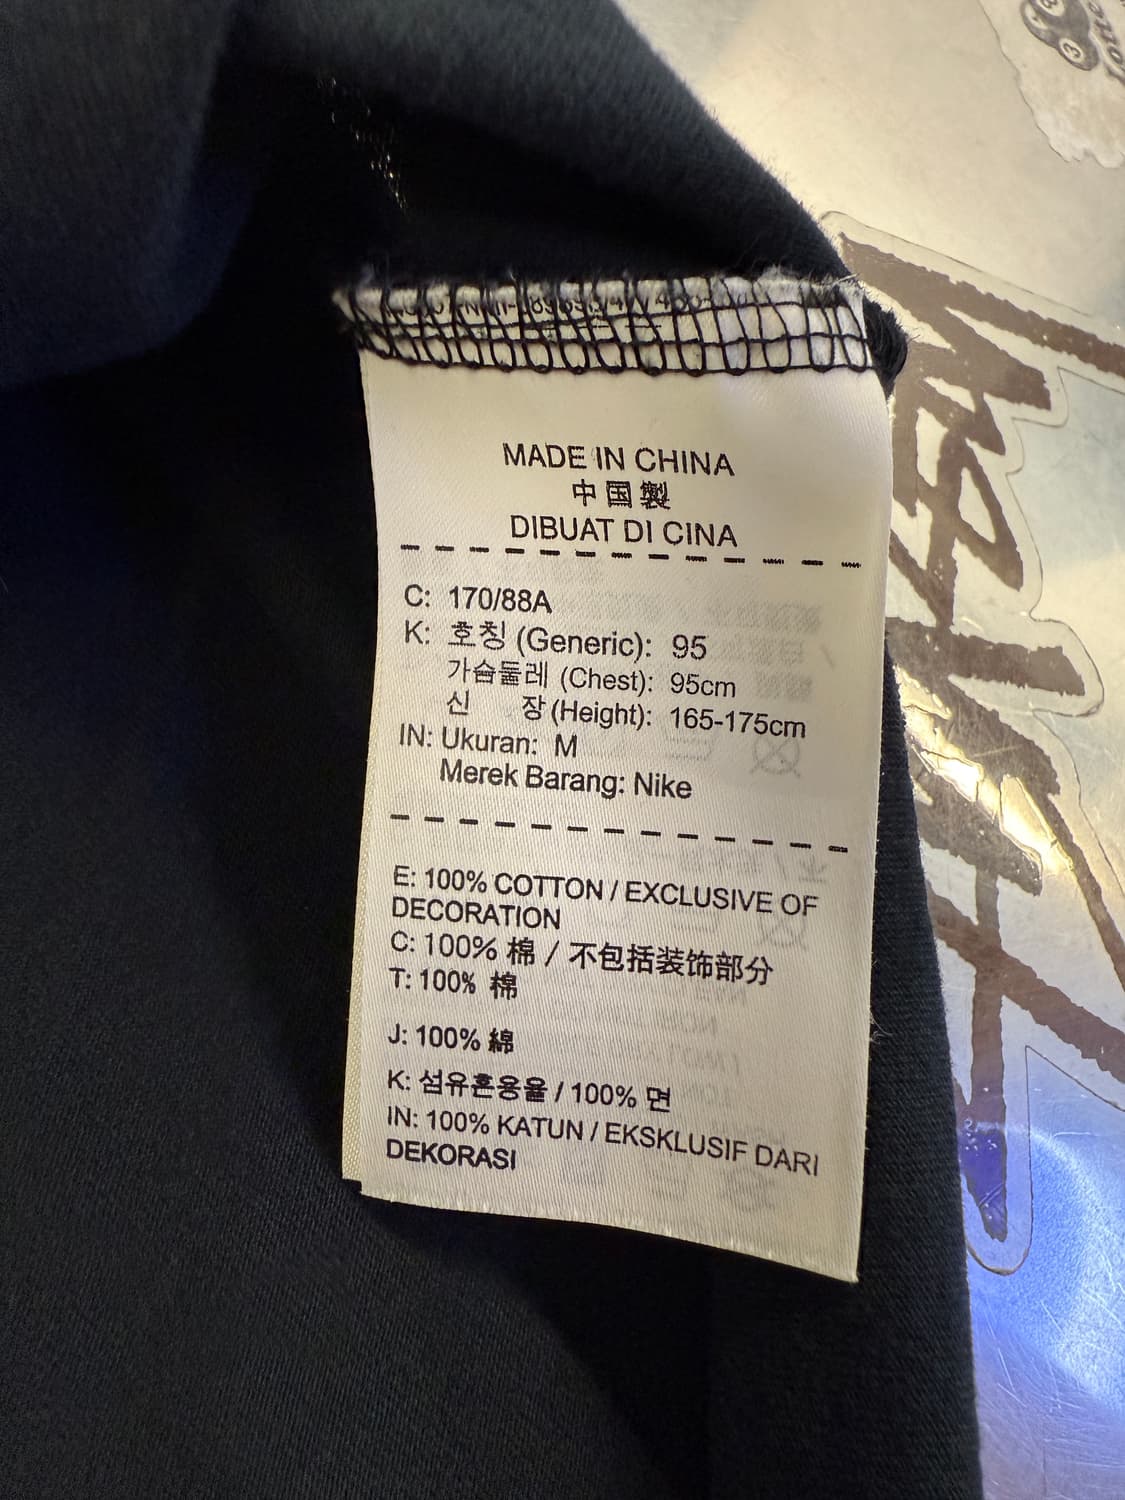 MADE IN CHINA
中国製
DIBUAT DI CINA
C: 170/88A
K: 호칭 (Generic): 95
가슴둘레 (Chest): 95cm
신 장 (Height): 165-175cm
IN: Ukuran: M
Merek Barang: Nike
E: 100% COTTON / EXCLUSIVE OF
DECORATION
C: 100% 棉 / 不包括装饰部分
T: 100% 棉
J: 100% 綿
K: 섬유혼용율 / 100% 면
IN: 100% KATUN / EKSKLUSIF DARI
DEKORASI